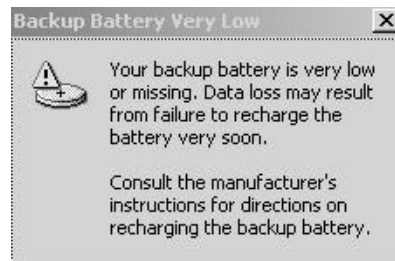 Backup Battery Very Low
Your backup battery is very low
or missing. Data loss may result
from failure to recharge the
battery very soon.
Consult the manufacturer's
instructions for directions on
recharging the backup battery.